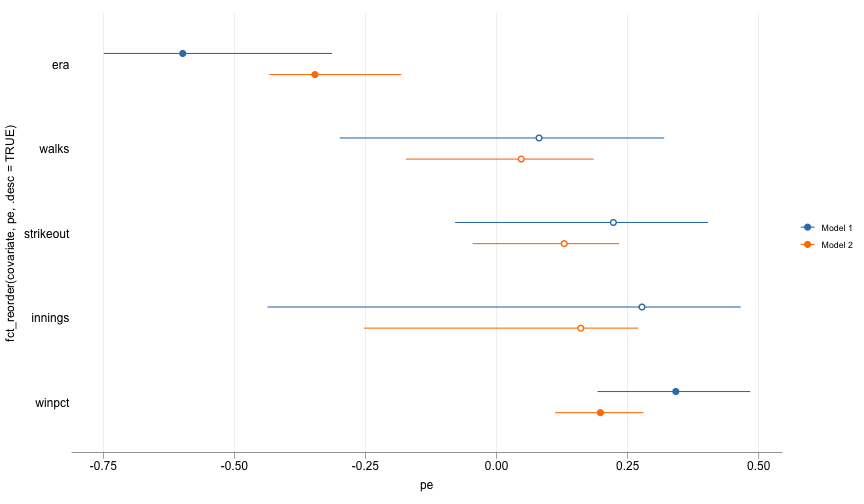 fct_reorder(covariate, pe, .desc = TRUE)
era
walks
strikeout
innings
winpct
-0.75
-0.50
-0.25
0.00
0.25
0.50
pe
Model 1
Model 2